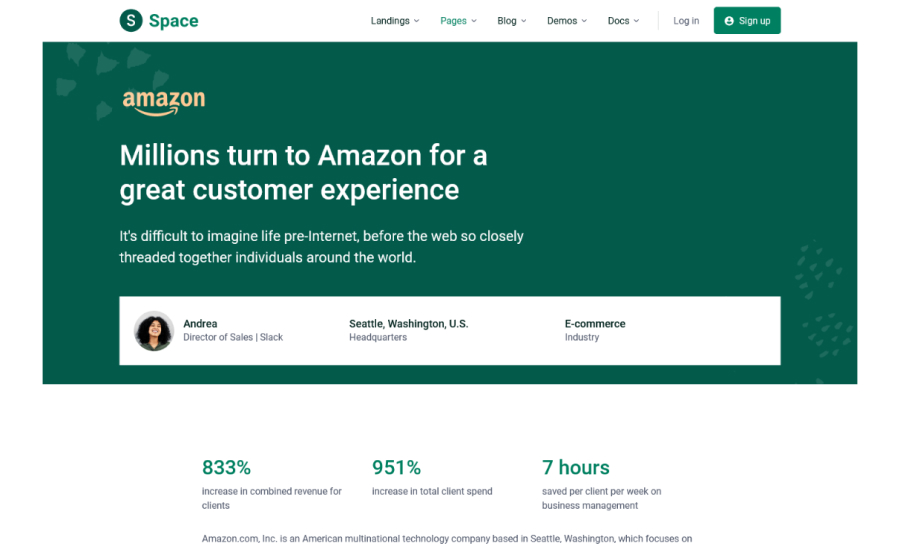 S Space
Landings Pages Blog Demos Docs Log in Sign up
amazon
Millions turn to Amazon for a
great customer experience
It's difficult to imagine life pre-Internet, before the web so closely
threaded together individuals around the world.
Andrea
Director of Sales | Slack
Seattle, Washington, U.S.
Headquarters
E-commerce
Industry
833%
increase in combined revenue for
clients
951%
increase in total client spend
7 hours
saved per client per week on
business management
Amazon.com, Inc. is an American multinational technology company based in Seattle, Washington, which focuses on